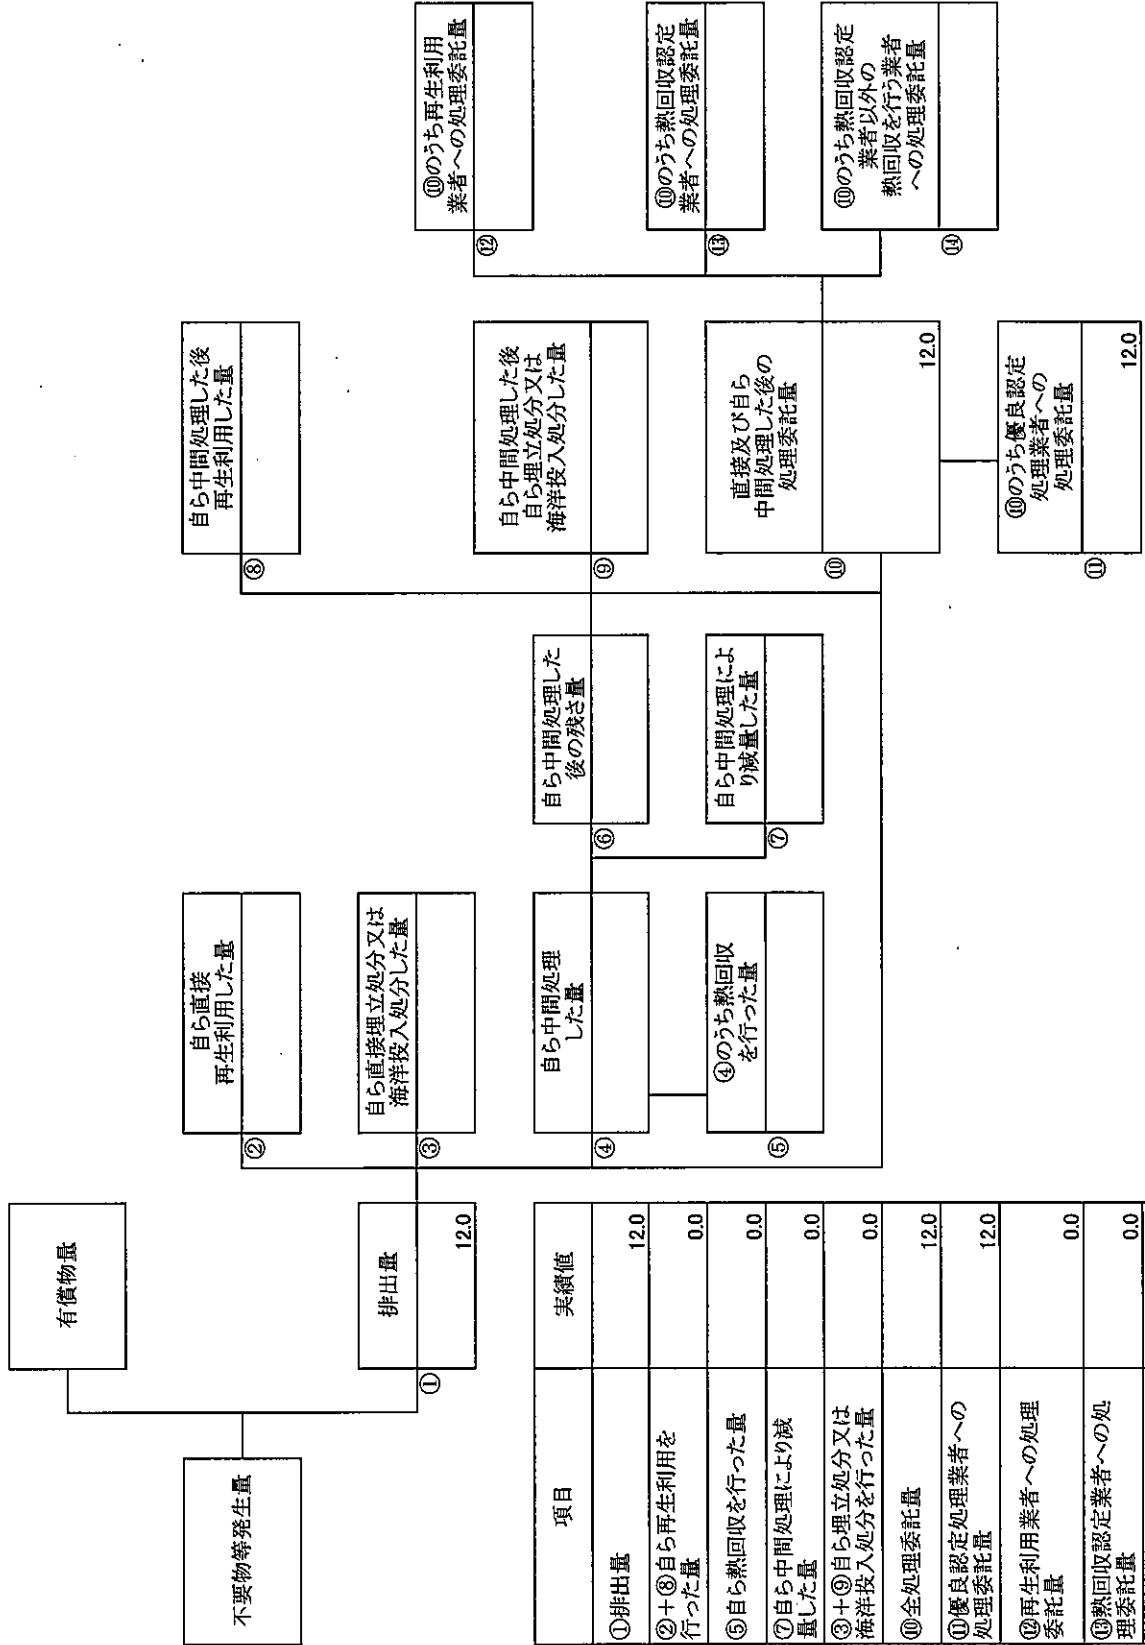 不要物等発生量
有償物量
①
排出量
12.0
②
自ら直接
再生利用した量
③
自ら直接埋立処分又は
海洋投入処分した量
④
自ら中間処理
した量
⑤
④のうち熱回収
を行った量
⑥
自ら中間処理した
後の残さ量
⑦
自ら中間処理によ
り減量した量
⑧
自ら中間処理した後
再生利用した量
⑨
自ら中間処理した後
自ら埋立処分又は
海洋投入処分した量
⑩
直接及び自ら
中間処理した後の
処理委託量
12.0
⑪
⑩のうち優良認定
処理業者への
処理委託量
12.0
⑫
⑩のうち再生利用
業者への処理委託量
⑬
⑩のうち熱回収認定
業者への処理委託量
⑭
⑩のうち熱回収認定
業者以外の
熱回収を行う業者
への処理委託量
項目 実績値
①排出量 12.0
②+⑧自ら再生利用を
行った量 0.0
⑤自ら熱回収を行った量 0.0
⑦自ら中間処理により減
量した量 0.0
③+⑨自ら埋立処分又は
海洋投入処分を行った量 0.0
⑩全処理委託量 12.0
⑪優良認定処理業者への
処理委託量 12.0
⑫再生利用業者への処理
委託量 0.0
⑬熱回収認定業者への処
理委託量 0.0